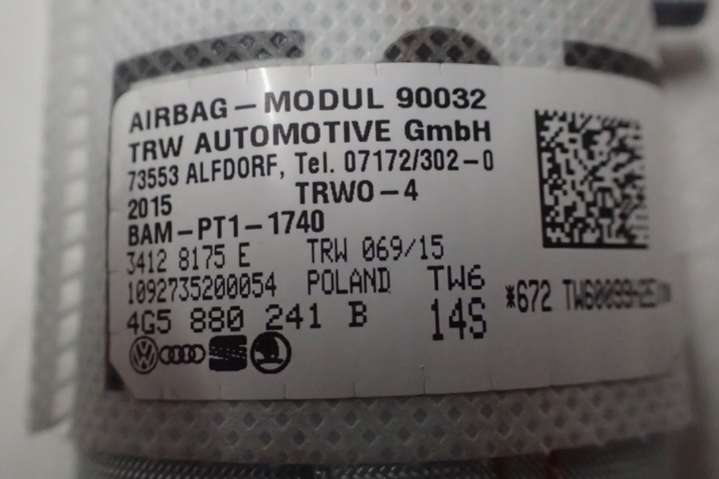 AIRBAG-MODUL 90032
TRW AUTOMOTIVE GmbH
73553 ALFDORF, Tel. 07172/302-0
2015 TRWO-4
BAM-PT1-1740
3412 8175 E TRW 069/15
1092735200054 POLAND TW6
4G5 880 241 B 14S
*672